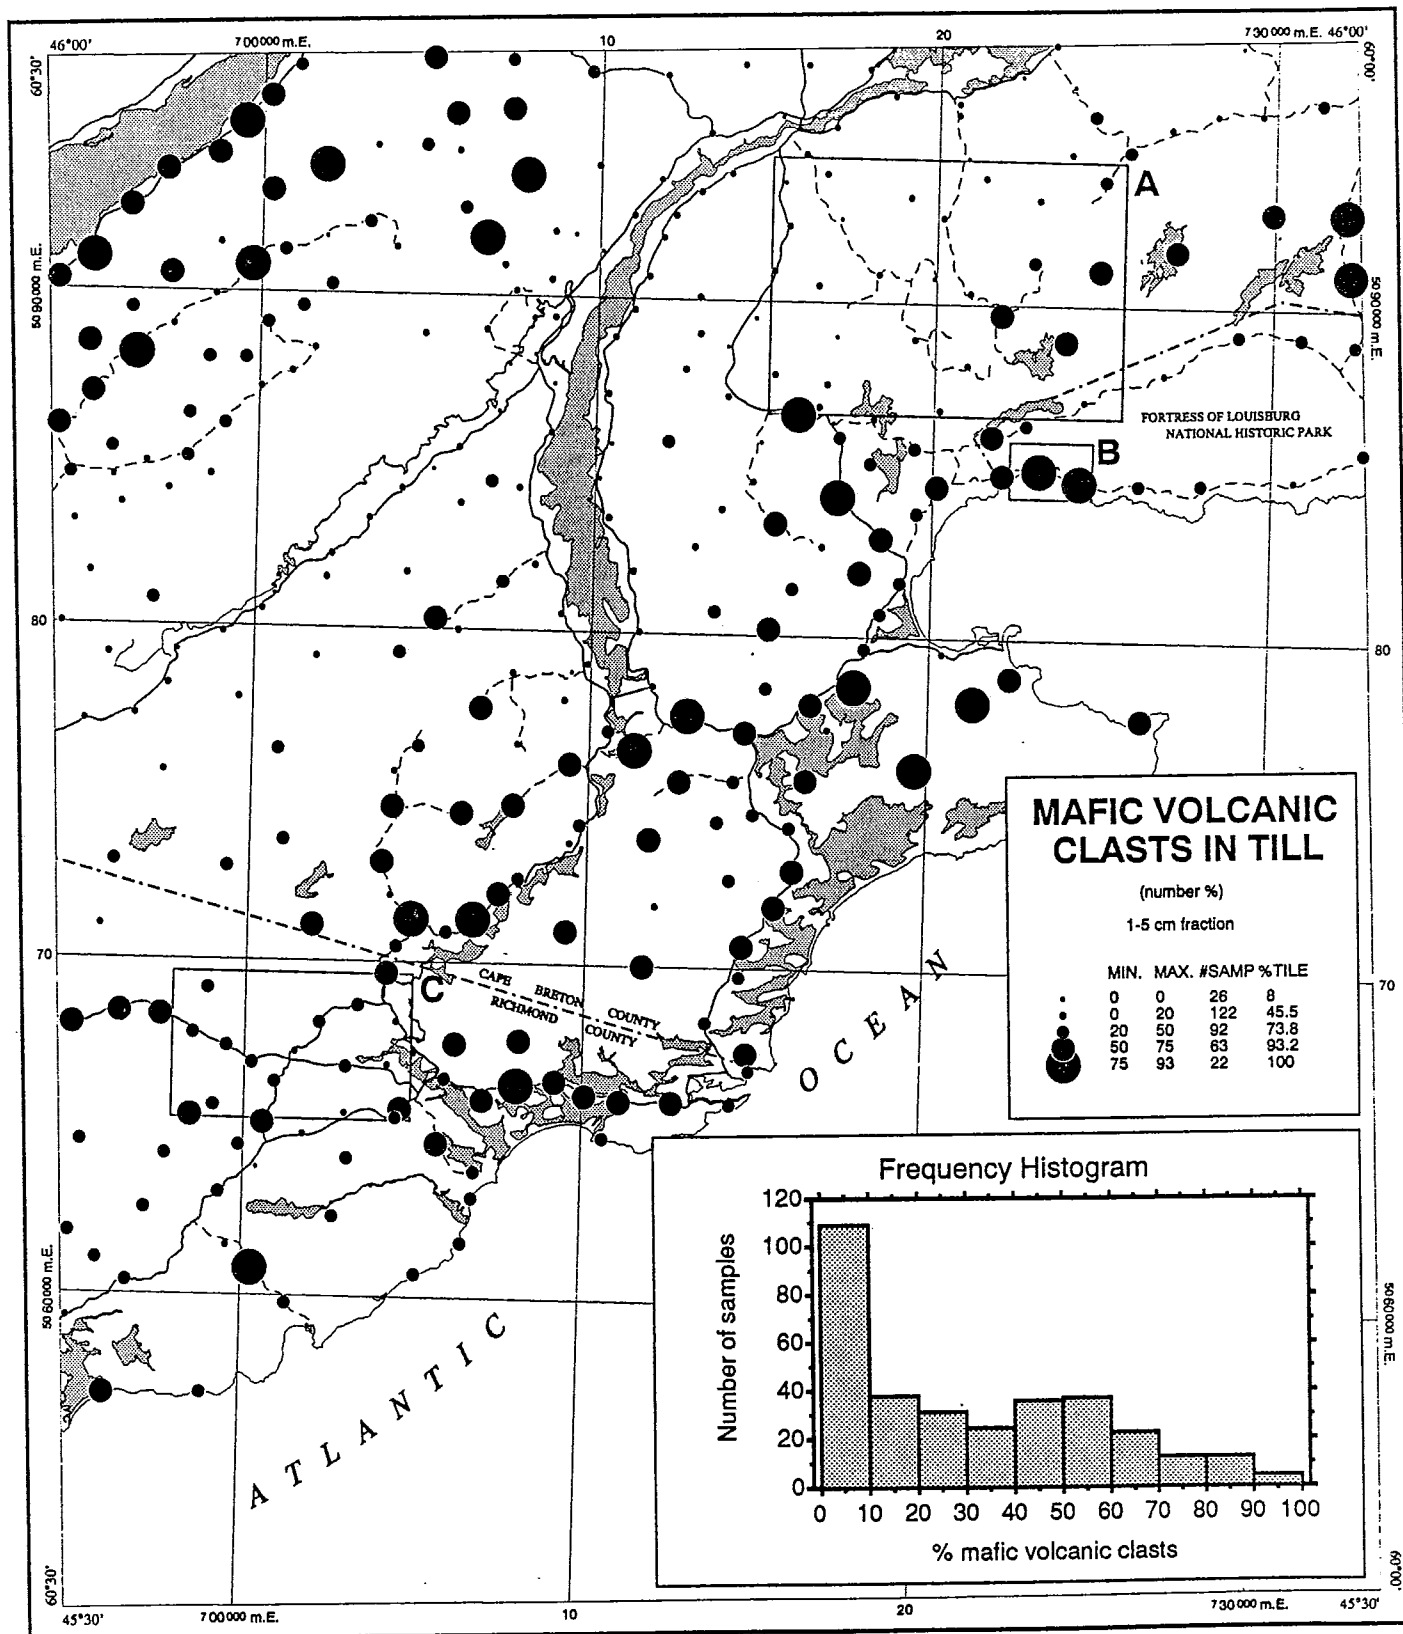 46°00' 700000 m.E. 10 20 730000 m.E. 46°00'
60°30'
60°00'
A
5090000 m.E.
5090000 m.E.
FORTRESS OF LOUISBURG
NATIONAL HISTORIC PARK
B
80
80
MAFIC VOLCANIC
CLASTS IN TILL
(number %)
1-5 cm fraction
MIN. MAX. #SAMP %TILE
0 0 26 8
0 20 122 45.5
20 50 92 73.8
50 75 63 93.2
75 93 22 100
70
70
C
CAPE BRETON COUNTY
RICHMOND COUNTY
ATLANTIC OCEAN
5060000 m.E.
5060000 m.E.
Frequency Histogram
Number of samples
120
100
80
60
40
20
0
0 10 20 30 40 50 60 70 80 90 100
% mafic volcanic clasts
60°30'
60°00'
45°30' 700000 m.E. 10 20 730000 m.E. 45°30'